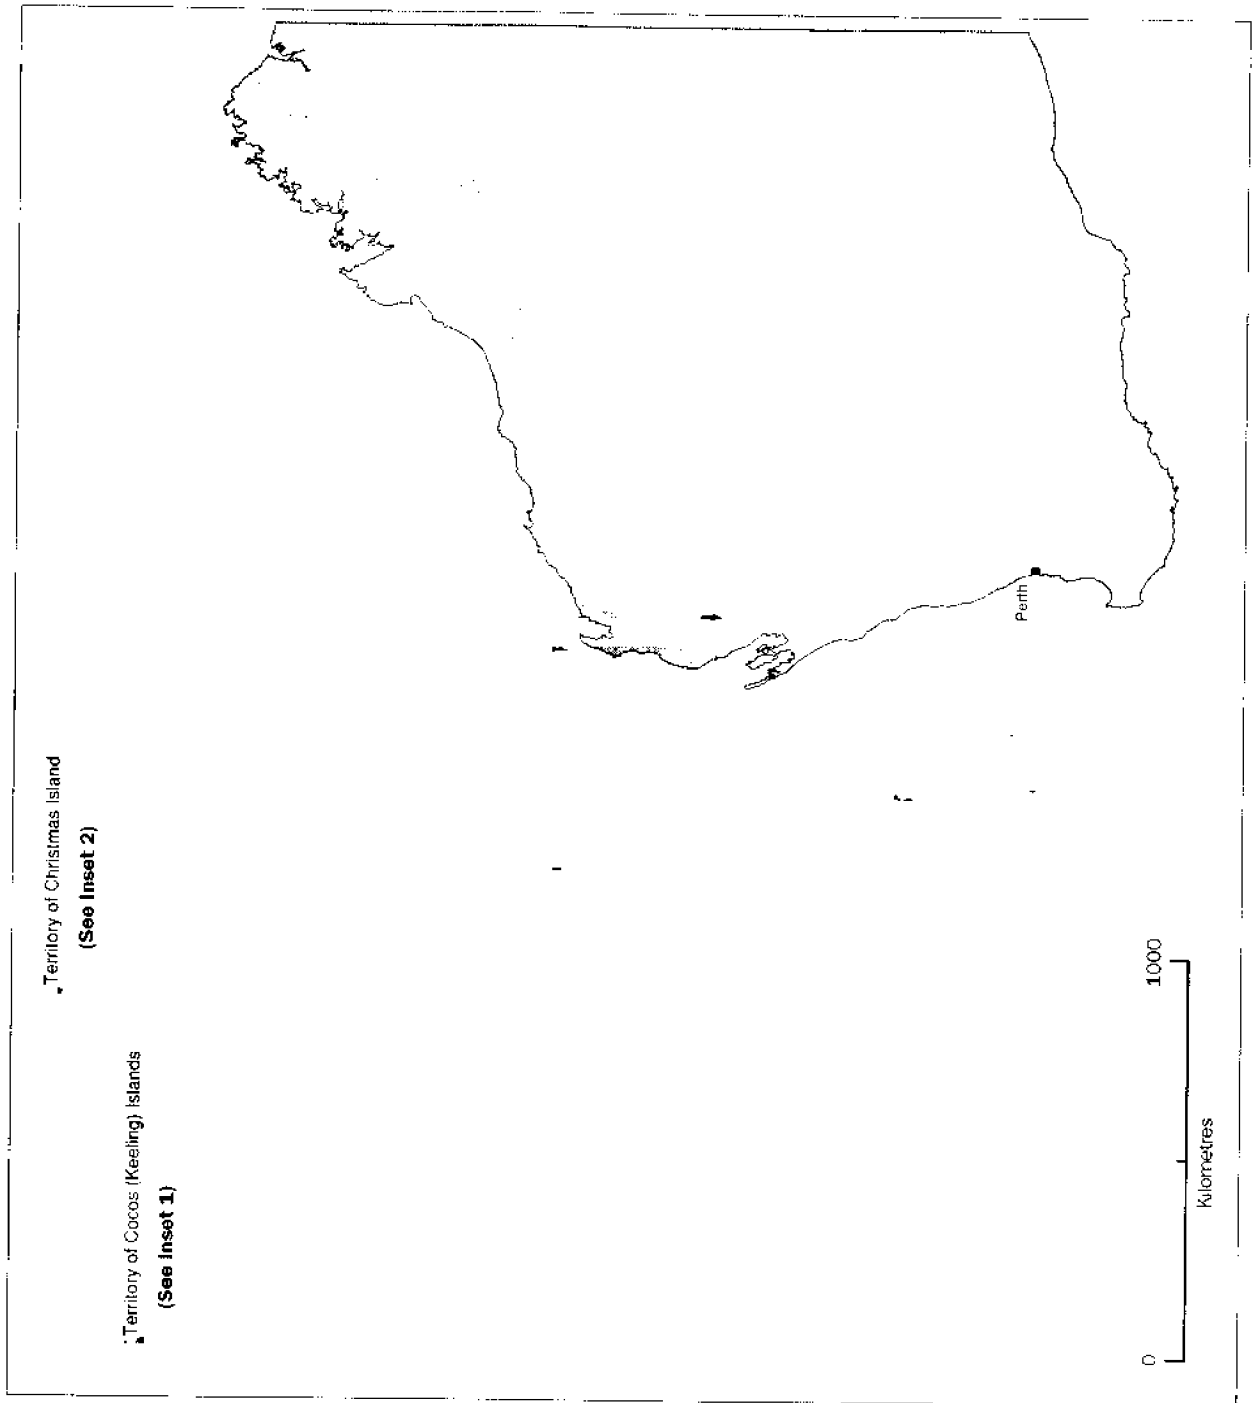 Territory of Christmas Island
(See Inset 2)
Territory of Cocos (Keeling) Islands
(See Inset 1)
Perth
0
1000
Kilometres